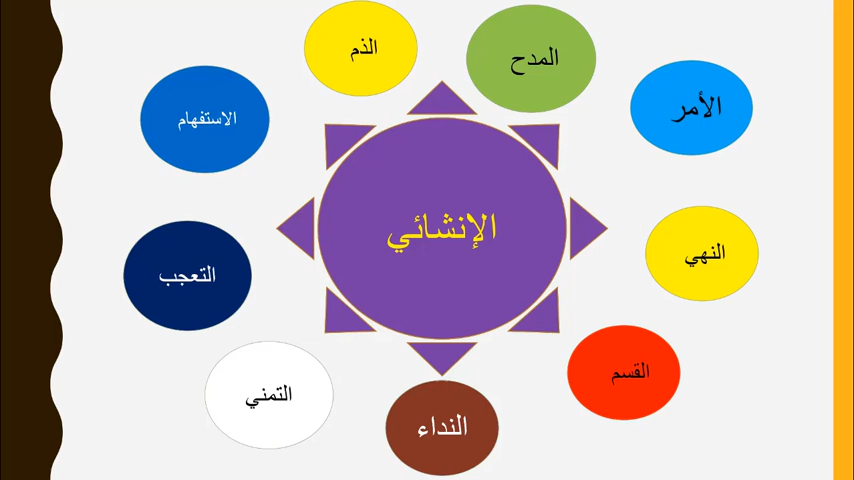 الذم
المدح
الأمر
الاستفهام
الإنشائي
النهي
التعجب
القسم
التمني
النداء